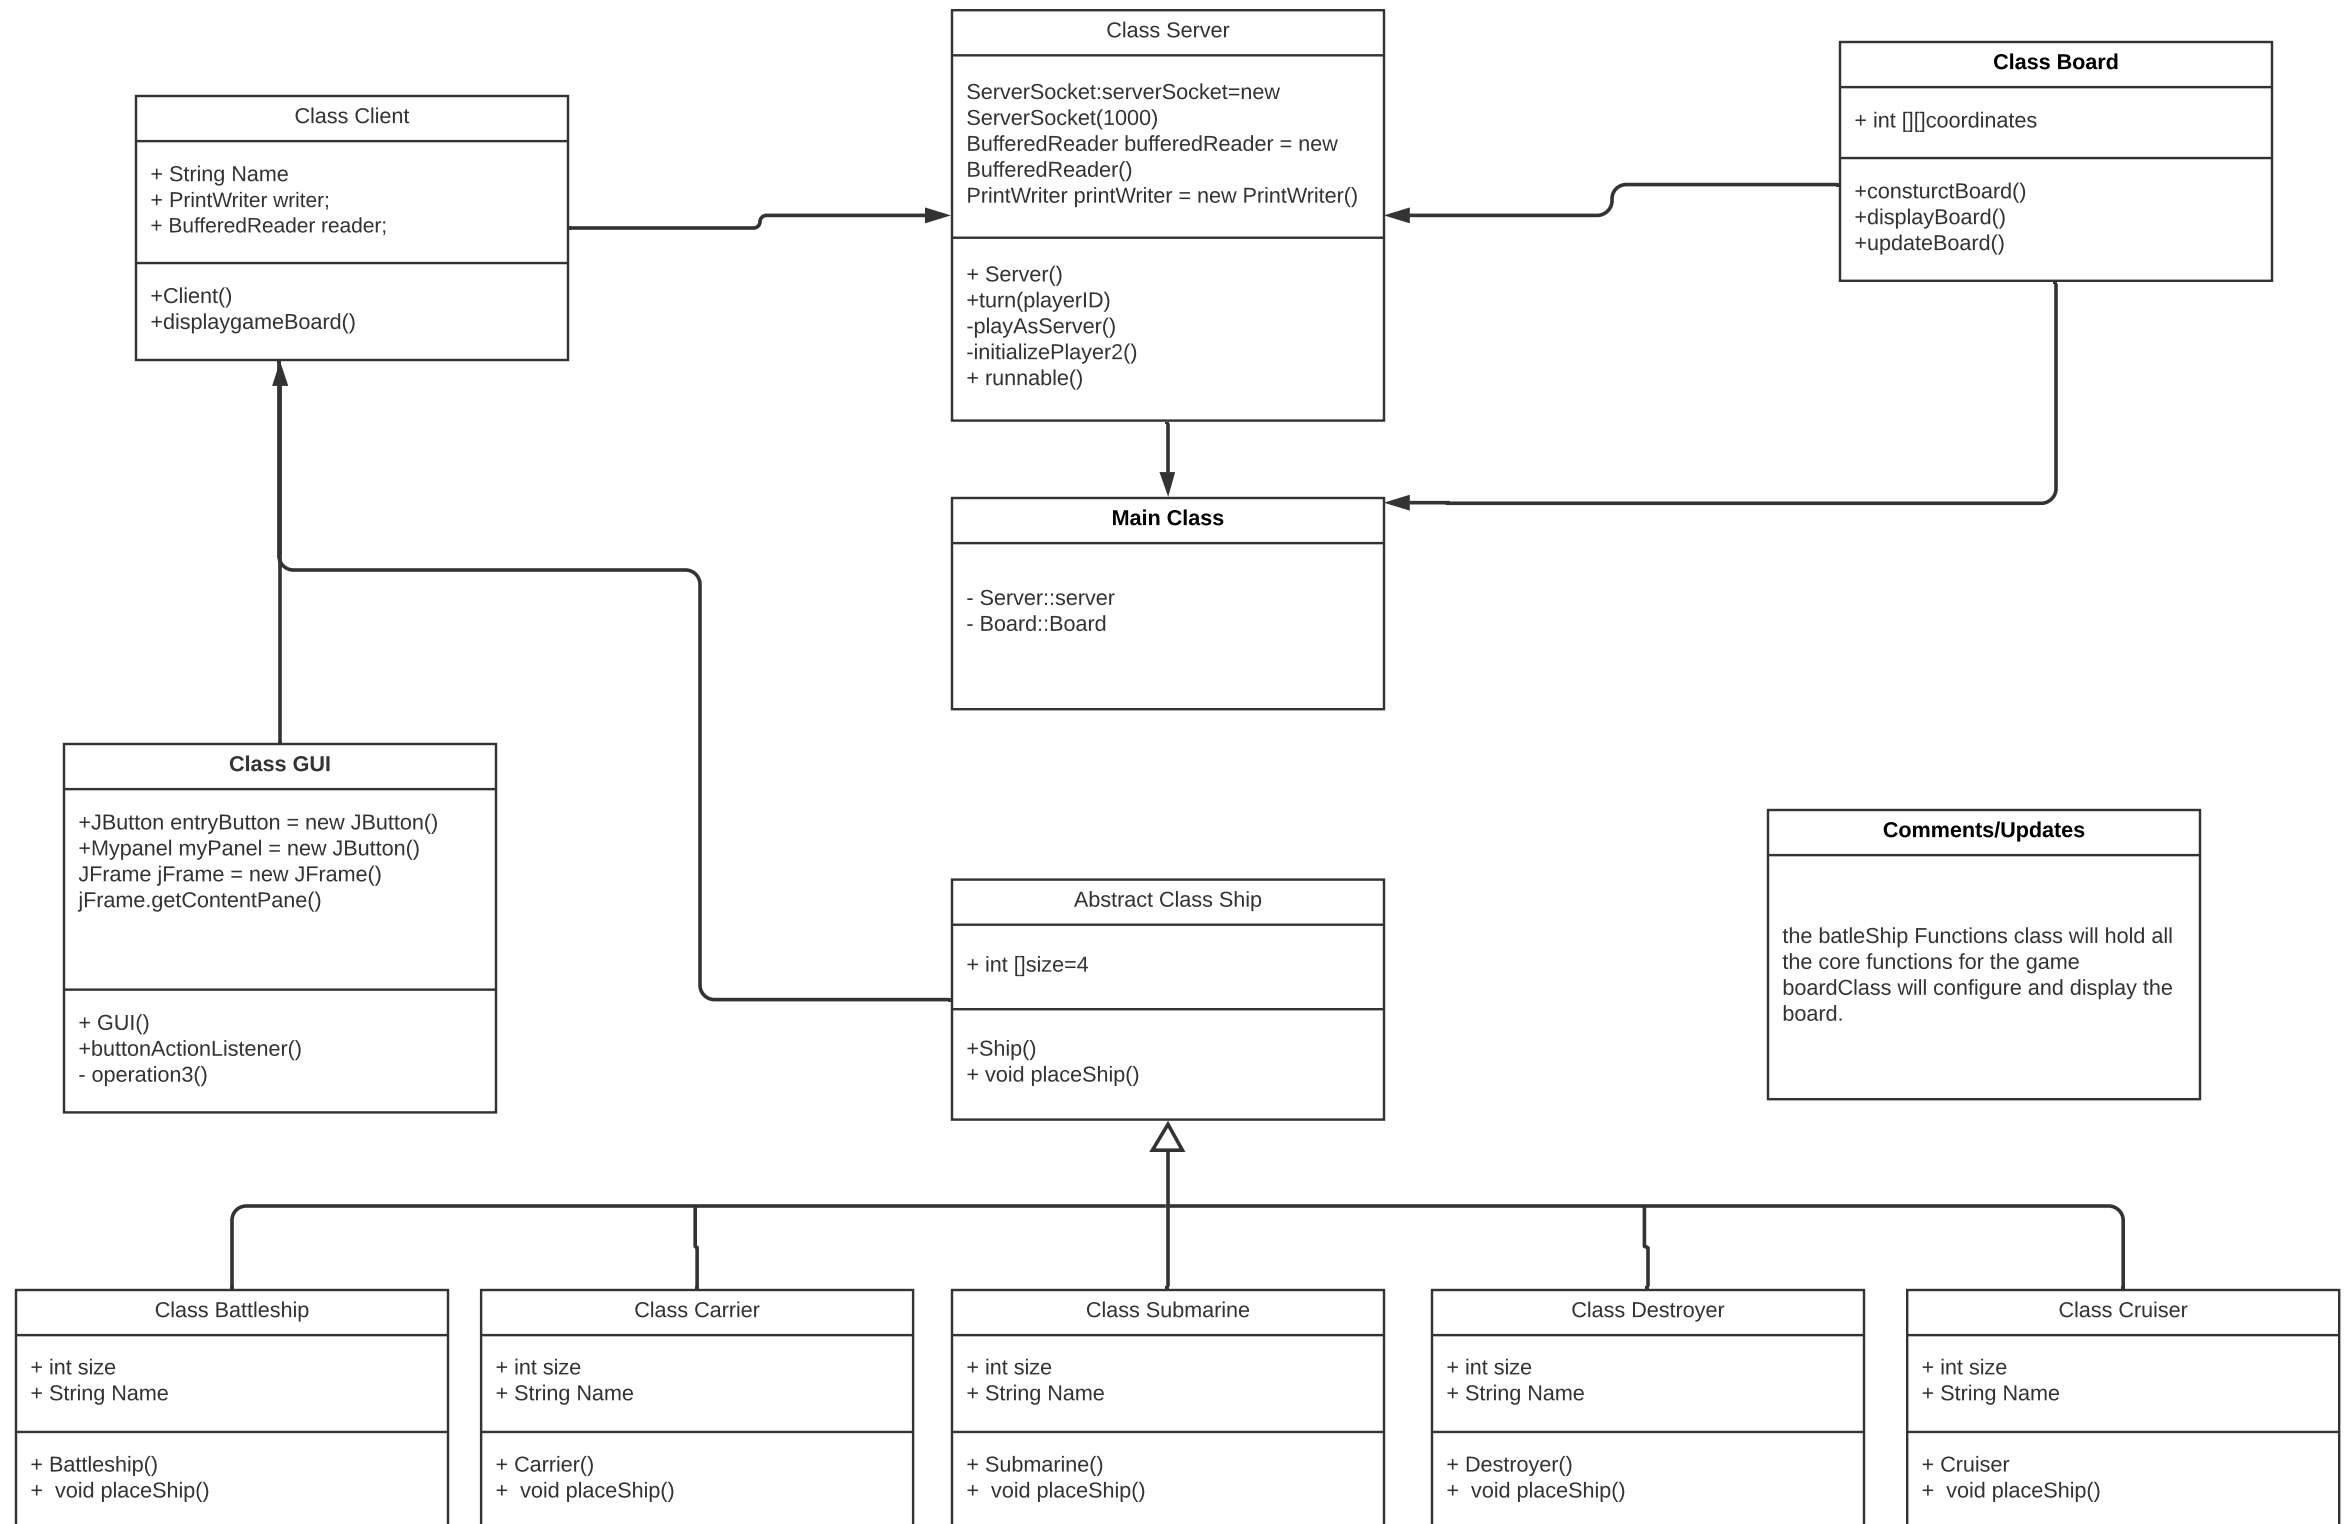 Class Server
ServerSocket:serverSocket=new
ServerSocket(1000)
BufferedReader bufferedReader = new
BufferedReader()
PrintWriter printWriter = new PrintWriter()
+ Server()
+turn(playerID)
-playAsServer()
-initializePlayer2()
+ runnable()
Class Board
+ int [][]coordinates
+consturctBoard()
+displayBoard()
+updateBoard()
Class Client
+ String Name
+ PrintWriter writer;
+ BufferedReader reader;
+Client()
+displaygameBoard()
Main Class
- Server::server
- Board::Board
Class GUI
+JButton entryButton = new JButton()
+Mypanel myPanel = new JButton()
JFrame jFrame = new JFrame()
jFrame.getContentPane()
+ GUI()
+buttonActionListener()
- operation3()
Abstract Class Ship
+ int []size=4
+Ship()
+ void placeShip()
Comments/Updates
the batleShip Functions class will hold all
the core functions for the game
boardClass will configure and display the
board.
Class Battleship
+ int size
+ String Name
+ Battleship()
+  void placeShip()
Class Carrier
+ int size
+ String Name
+ Carrier()
+  void placeShip()
Class Submarine
+ int size
+ String Name
+ Submarine()
+  void placeShip()
Class Destroyer
+ int size
+ String Name
+ Destroyer()
+  void placeShip()
Class Cruiser
+ int size
+ String Name
+ Cruiser
+  void placeShip()